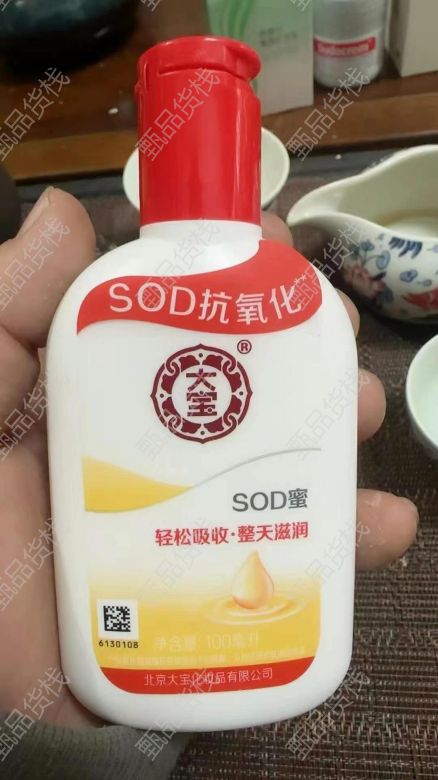 Sudocrem
SOD抗氧化**
®
大宝
SOD蜜
轻松吸收·整天滋润
6130108
净含量 100毫升
北京大宝化妆品有限公司
甄品货栈